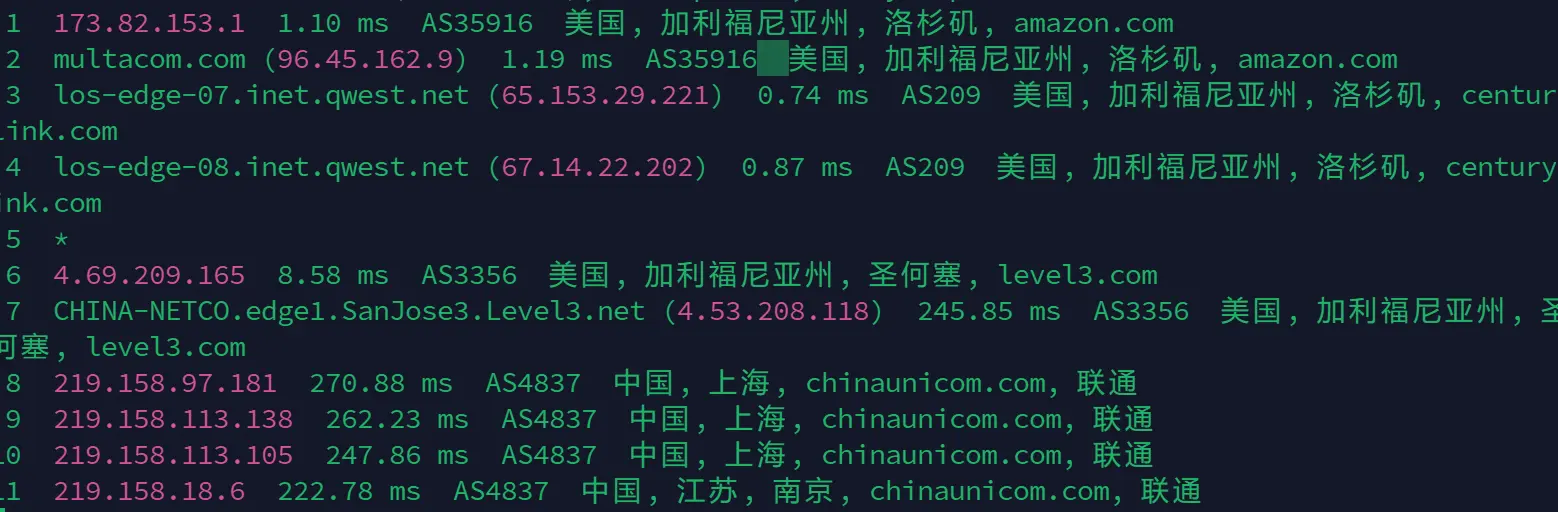 1  173.82.153.1  1.10 ms  AS35916  美国, 加利福尼亚州, 洛杉矶, amazon.com
2  multacom.com (96.45.162.9)  1.19 ms  AS35916  美国, 加利福尼亚州, 洛杉矶, amazon.com
3  los-edge-07.inet.qwest.net (65.153.29.221)  0.74 ms  AS209  美国, 加利福尼亚州, 洛杉矶, centur
link.com
4  los-edge-08.inet.qwest.net (67.14.22.202)  0.87 ms  AS209  美国, 加利福尼亚州, 洛杉矶, century
ink.com
5  *
6  4.69.209.165  8.58 ms  AS3356  美国, 加利福尼亚州, 圣何塞, level3.com
7  CHINA-NETCO.edge1.SanJose3.Level3.net (4.53.208.118)  245.85 ms  AS3356  美国, 加利福尼亚州, 圣
何塞, level3.com
8  219.158.97.181  270.88 ms  AS4837  中国, 上海, chinaunicom.com, 联通
9  219.158.113.138  262.23 ms  AS4837  中国, 上海, chinaunicom.com, 联通
10  219.158.113.105  247.86 ms  AS4837  中国, 上海, chinaunicom.com, 联通
11  219.158.18.6  222.78 ms  AS4837  中国, 江苏, 南京, chinaunicom.com, 联通